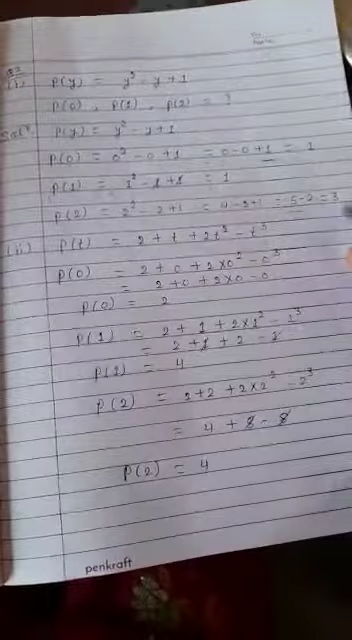 Q2
(i) P(y) = y² - y + 1
P(0), P(1), P(2) = ?
Solⁿ P(y) = y² - y + 1
P(0) = 0² - 0 + 1 = 0 - 0 + 1 = 1
P(1) = 1² - 1 + 1 = 1
P(2) = 2² - 2 + 1 = 4 - 2 + 1 = 5 - 2 = 3
(ii) P(t) = 2 + t + 2t² - t³
P(0) = 2 + 0 + 2×0² - 0³
= 2 + 0 + 2×0 - 0
P(0) = 2
P(1) = 2 + 1 + 2×1² - 1³
= 2 + 1 + 2 - 1
P(1) = 4
P(2) = 2 + 2 + 2×2² - 2³
= 4 + 8 - 8
P(2) = 4
penkraft